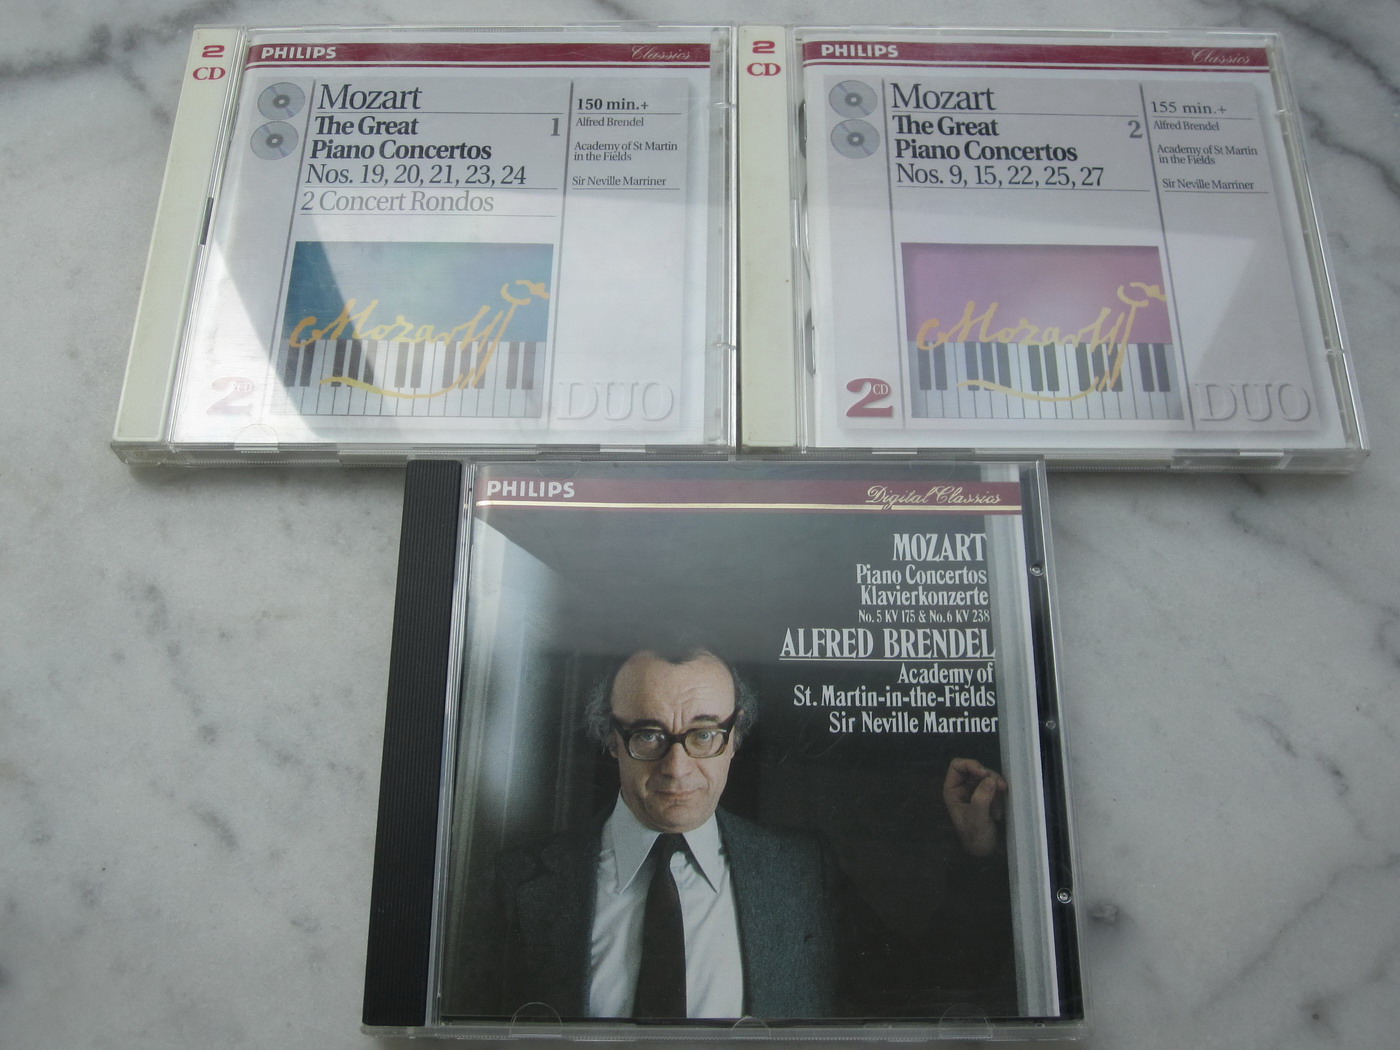 2
CD
PHILIPS
Classics
Mozart
The Great
Piano Concertos
1
Nos. 19, 20, 21, 23, 24
2 Concert Rondos
150 min.+
Alfred Brendel
Academy of St Martin
in the Fields
Sir Neville Marriner
Mozart
2CD
DUO
2
CD
PHILIPS
Classics
Mozart
The Great
Piano Concertos
2
Nos. 9, 15, 22, 25, 27
155 min.+
Alfred Brendel
Academy of St Martin
in the Fields
Sir Neville Marriner
Mozart
2CD
DUO
PHILIPS
Digital Classics
MOZART
Piano Concertos
Klavierkonzerte
No. 5 KV 175 & No. 6 KV 238
ALFRED BRENDEL
Academy of
St. Martin-in-the-Fields
Sir Neville Marriner